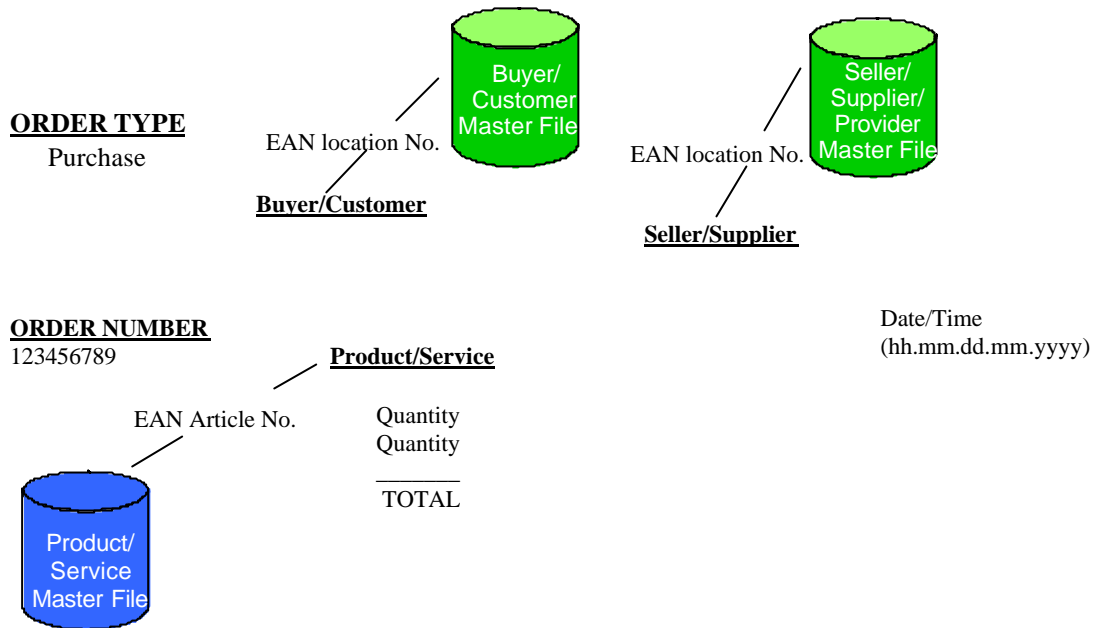 Buyer/
Customer
Master File
Seller/
Supplier/
Provider
Master File
ORDER TYPE
Purchase
EAN location No.
EAN location No.
Buyer/Customer
Seller/Supplier
ORDER NUMBER
123456789
Date/Time
(hh.mm.dd.mm.yyyy)
Product/Service
EAN Article No.
Quantity
Quantity
TOTAL
Product/
Service
Master File